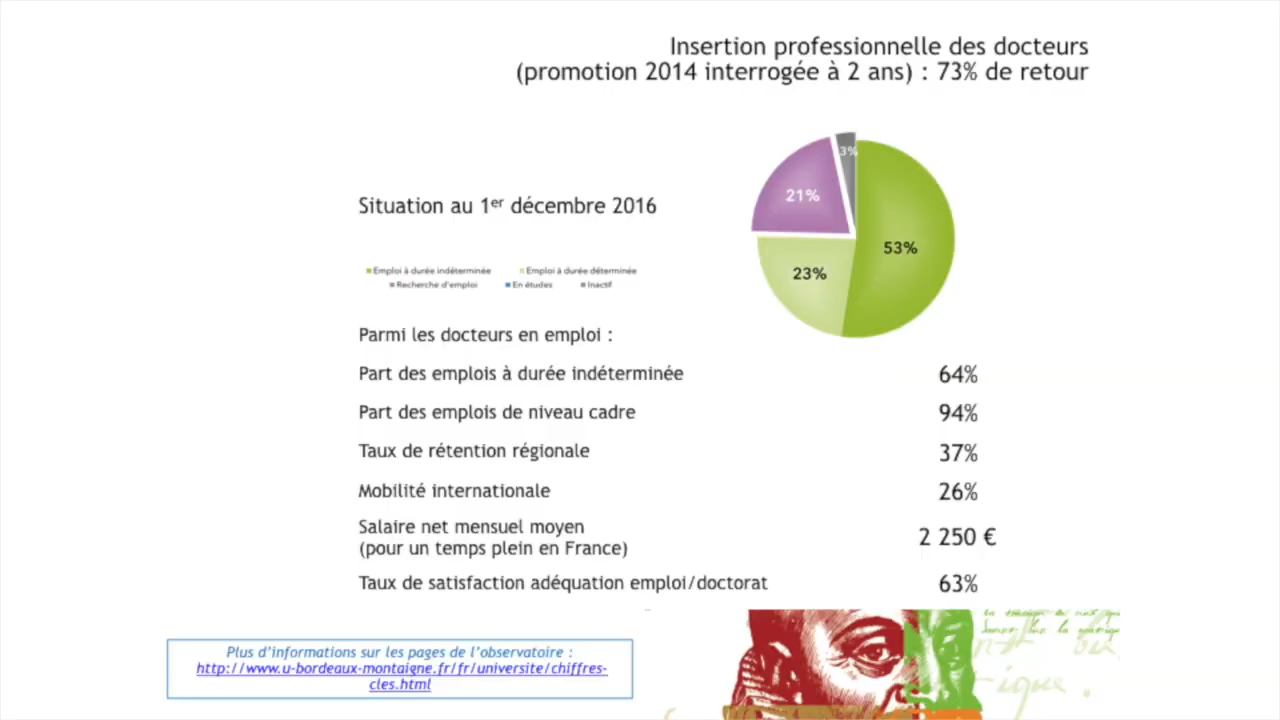 Insertion professionnelle des docteurs
(promotion 2014 interrogée à 2 ans) : 73% de retour
3%
21%
53%
23%
Situation au 1er décembre 2016
Emploi à durée indéterminée
Emploi à durée déterminée
Recherche d'emploi
En études
Inactif
Parmi les docteurs en emploi :
Part des emplois à durée indéterminée 64%
Part des emplois de niveau cadre 94%
Taux de rétention régionale 37%
Mobilité internationale 26%
Salaire net mensuel moyen
(pour un temps plein en France) 2 250 €
Taux de satisfaction adéquation emploi/doctorat 63%
Plus d'informations sur les pages de l'observatoire :
http://www.u-bordeaux-montaigne.fr/fr/universite/chiffres-
cles.html